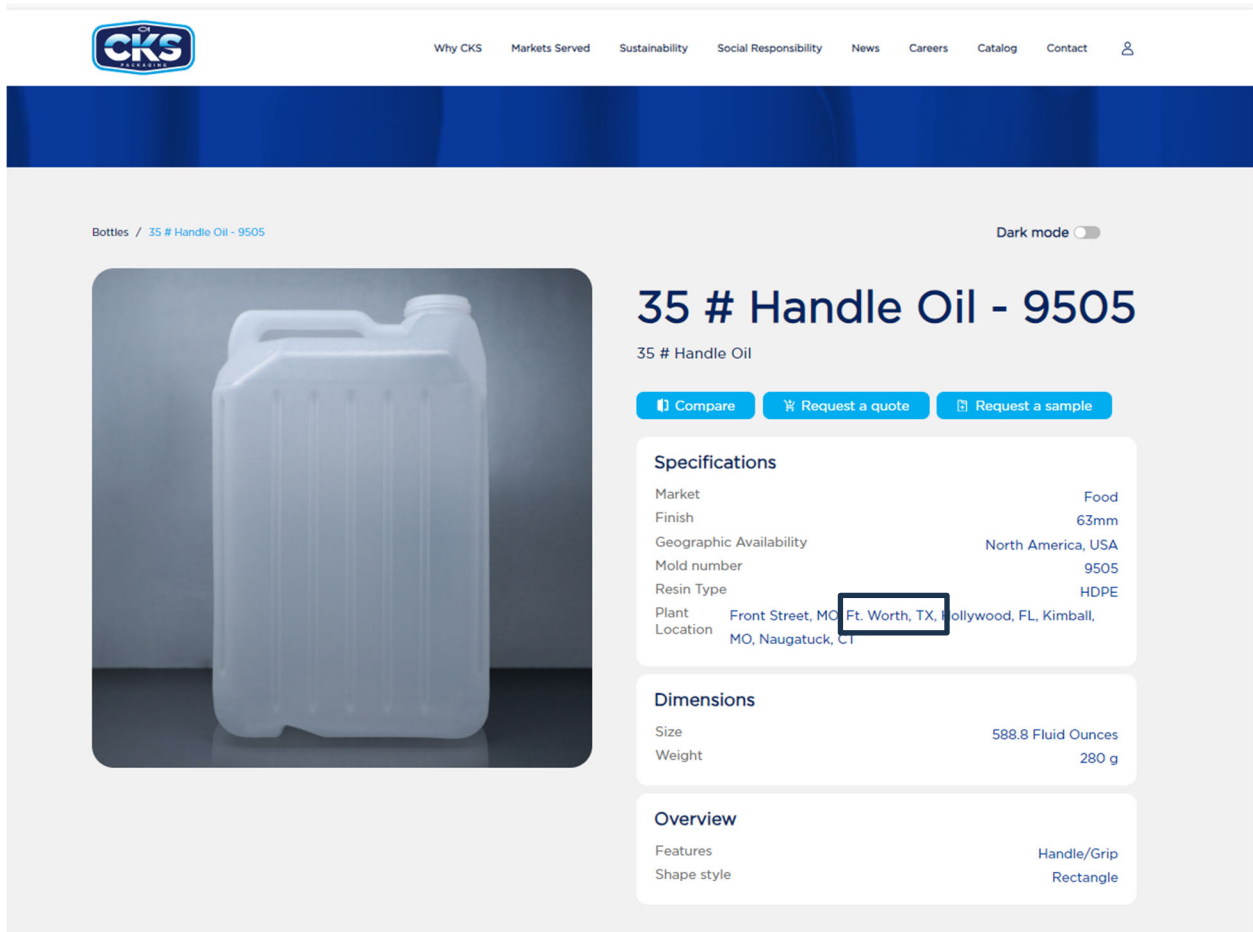 CKS
PACKAGING
Why CKS Markets Served Sustainability Social Responsibility News Careers Catalog Contact
Bottles / 35 # Handle Oil - 9505
Dark mode
35 # Handle Oil - 9505
35 # Handle Oil
Compare Request a quote Request a sample
Specifications
Market Food
Finish 63mm
Geographic Availability North America, USA
Mold number 9505
Resin Type HDPE
Plant Location Front Street, MO, Ft. Worth, TX, Hollywood, FL, Kimball,
MO, Naugatuck, CT
Dimensions
Size 588.8 Fluid Ounces
Weight 280 g
Overview
Features Handle/Grip
Shape style Rectangle